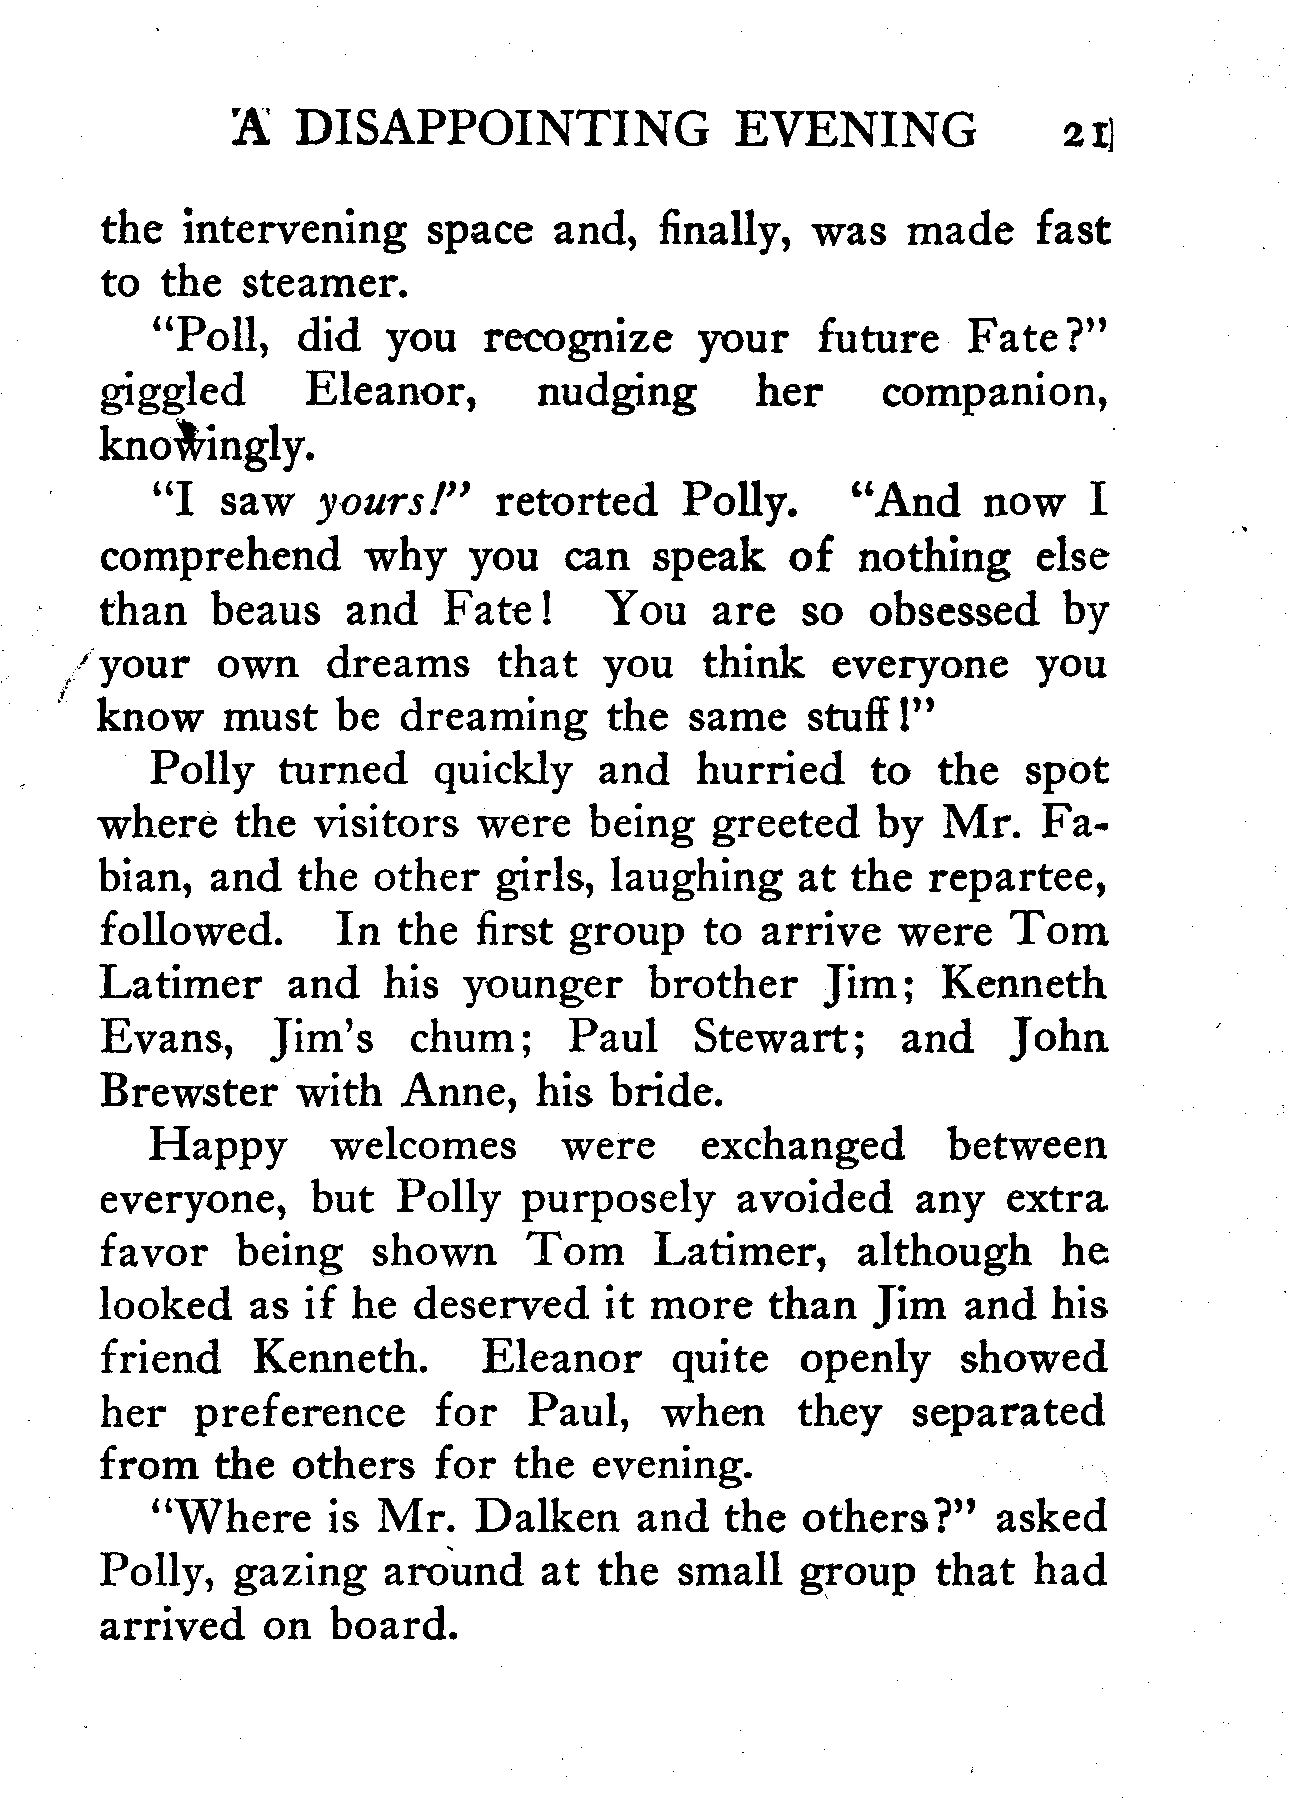 A DISAPPOINTING EVENING 21
the intervening space and, finally, was made fast
to the steamer.
"Poll, did you recognize your future Fate?"
giggled Eleanor, nudging her companion,
knowingly.
"I saw yours!" retorted Polly. "And now I
comprehend why you can speak of nothing else
than beaus and Fate! You are so obsessed by
your own dreams that you think everyone you
know must be dreaming the same stuff!"
Polly turned quickly and hurried to the spot
where the visitors were being greeted by Mr. Fa-
bian, and the other girls, laughing at the repartee,
followed. In the first group to arrive were Tom
Latimer and his younger brother Jim; Kenneth
Evans, Jim's chum; Paul Stewart; and John
Brewster with Anne, his bride.
Happy welcomes were exchanged between
everyone, but Polly purposely avoided any extra
favor being shown Tom Latimer, although he
looked as if he deserved it more than Jim and his
friend Kenneth. Eleanor quite openly showed
her preference for Paul, when they separated
from the others for the evening.
"Where is Mr. Dalken and the others?" asked
Polly, gazing around at the small group that had
arrived on board.